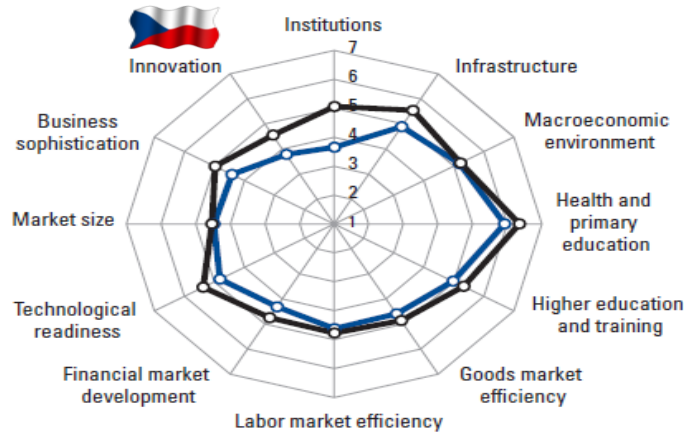 Institutions
Infrastructure
Macroeconomic
environment
Health and
primary
education
Higher education
and training
Goods market
efficiency
Labor market efficiency
Financial market
development
Technological
readiness
Market size
Business
sophistication
Innovation
7
6
5
4
3
2
1